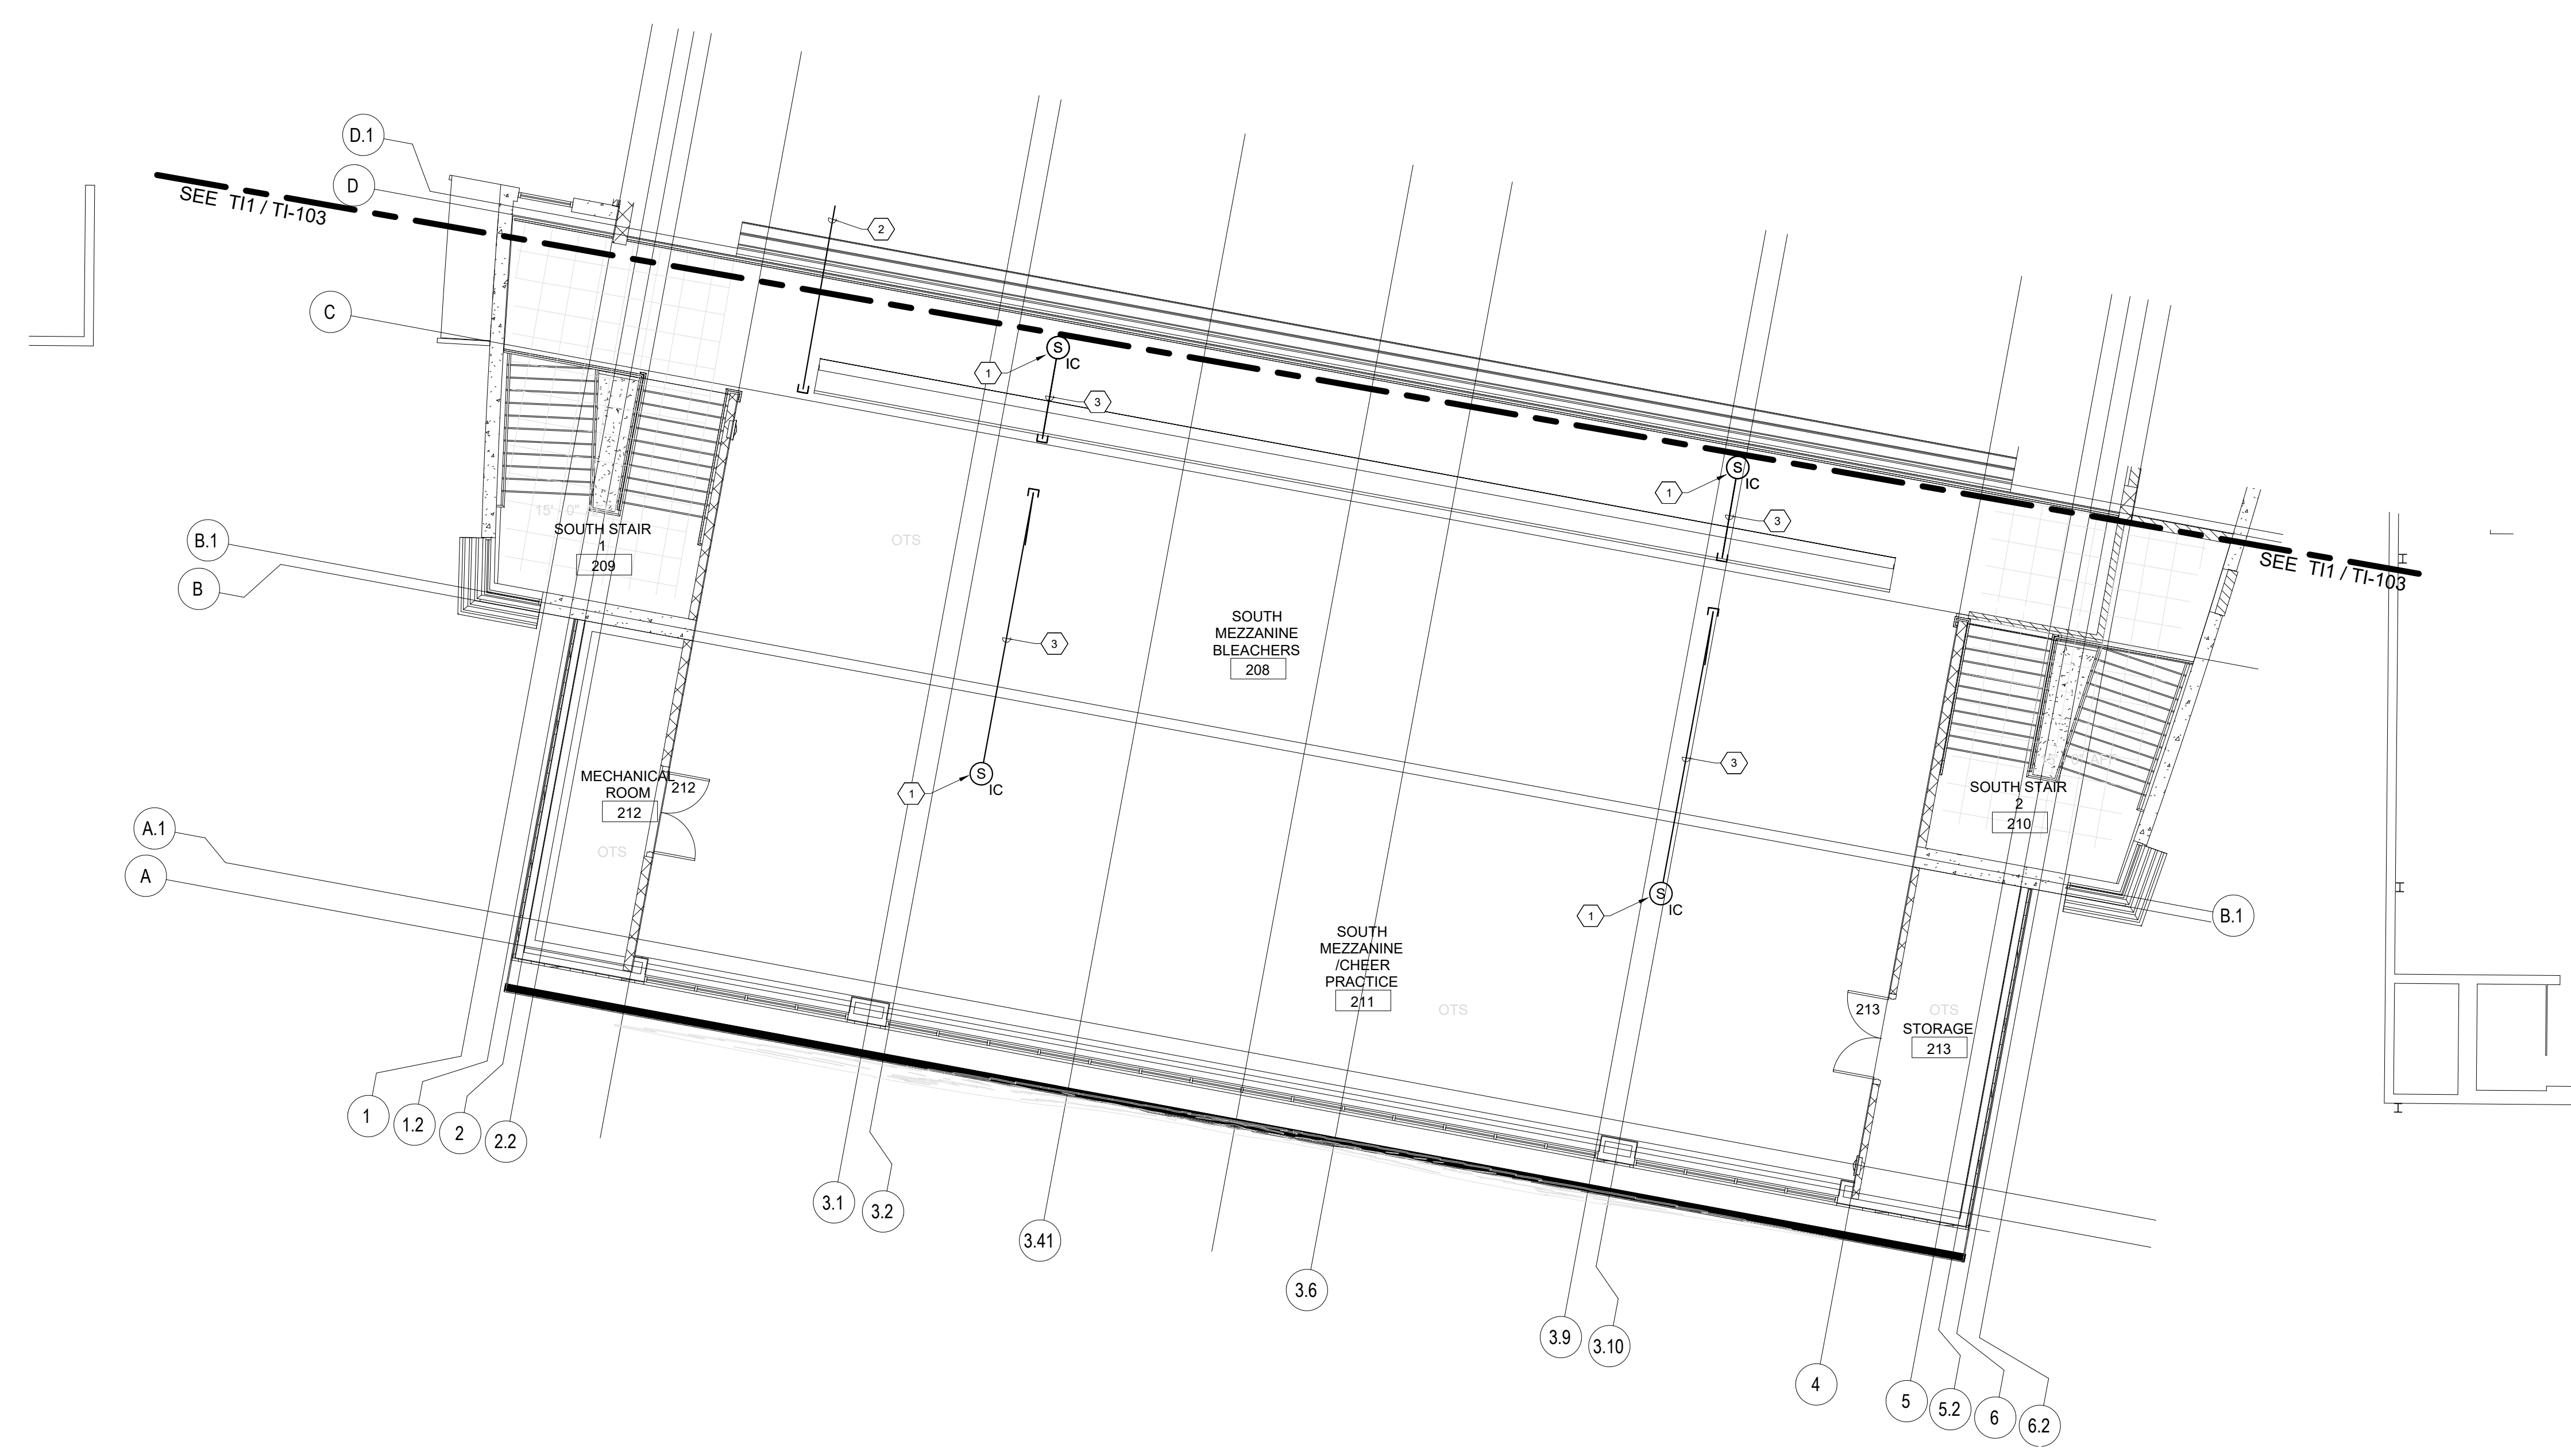 D.1
D
SEE TI1 / TI-103
2
C
S
IC
1
3
S
IC
1
3
SEE TI1 / TI-103
B.1
B
15' - 0"
SOUTH STAIR
1
209
OTS
SOUTH
MEZZANINE
BLEACHERS
208
3
3
MECHANICAL
ROOM
212
212
OTS
S
IC
1
SOUTH STAIR
2
210
A.1
A
S
IC
1
B.1
SOUTH
MEZZANINE
/CHEER
PRACTICE
211
OTS
213
OTS
STORAGE
213
1
1.2
2
2.2
3.1
3.2
3.41
3.6
3.9
3.10
4
5
5.2
6
6.2